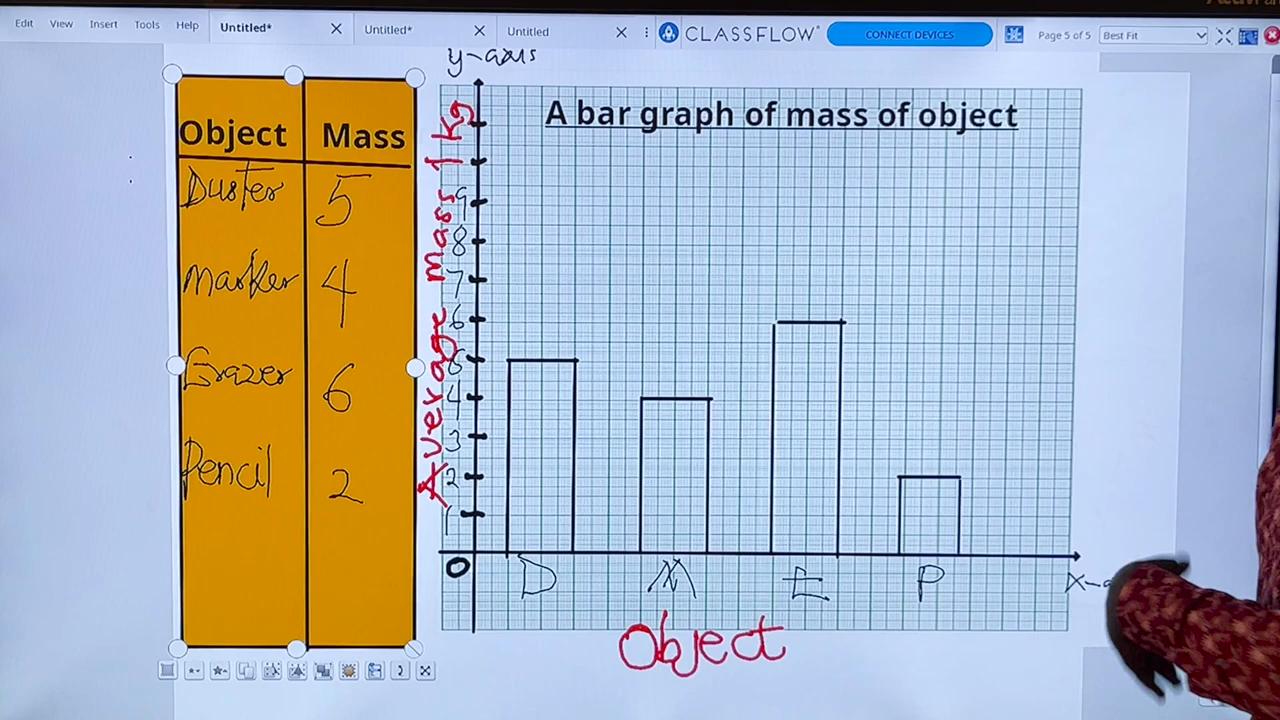 Edit View Insert Tools Help Untitled* Untitled* Untitled CLASSFLOW CONNECT DEVICES Page 5 of 5 Best Fit
y-axis
A bar graph of mass of object
Object Mass
Duster 5
Marker 4
Erazer 6
Pencil 2
Average mass / kg
9
8
7
6
5
4
3
2
1
0
D M E P
Object